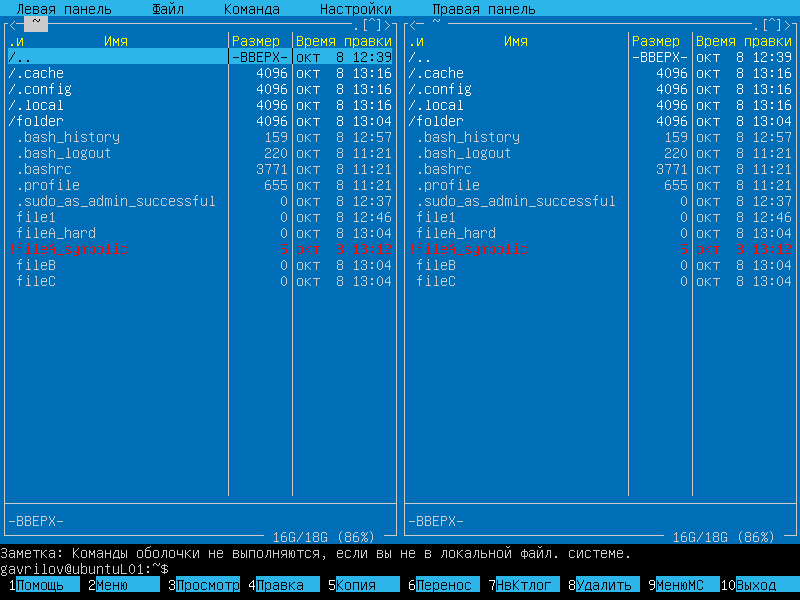 Левая панель Файл Команда Настройки Правая панель
<─ ~ .[^]> <─ ~ .[^]>
.и Имя Размер Время правки .и Имя Размер Время правки
/.. -ВВЕРХ- окт 8 12:39 /.. -ВВЕРХ- окт 8 12:39
/.cache 4096 окт 8 13:16 /.cache 4096 окт 8 13:16
/.config 4096 окт 8 13:16 /.config 4096 окт 8 13:16
/.local 4096 окт 8 13:16 /.local 4096 окт 8 13:16
/folder 4096 окт 8 13:04 /folder 4096 окт 8 13:04
.bash_history 159 окт 8 12:57 .bash_history 159 окт 8 12:57
.bash_logout 220 окт 8 11:21 .bash_logout 220 окт 8 11:21
.bashrc 3771 окт 8 11:21 .bashrc 3771 окт 8 11:21
.profile 655 окт 8 11:21 .profile 655 окт 8 11:21
.sudo_as_admin_successful 0 окт 8 12:37 .sudo_as_admin_successful 0 окт 8 12:37
file1 0 окт 8 12:46 file1 0 окт 8 12:46
fileA_hard 0 окт 8 13:04 fileA_hard 0 окт 8 13:04
5 окт 8 13:12 5 окт 8 13:12
fileB 0 окт 8 13:04 fileB 0 окт 8 13:04
fileC 0 окт 8 13:04 fileC 0 окт 8 13:04
-ВВЕРХ- -ВВЕРХ-
16G/18G (86%) 16G/18G (86%)
Заметка: Команды оболочки не выполняются, если вы не в локальной файл. системе.
gavrilov@ubuntuL01:~$
1Помощь 2Меню 3Просмотр 4Правка 5Копия 6Перенос 7НвКтлог 8Удалить 9МенюМС 10Выход